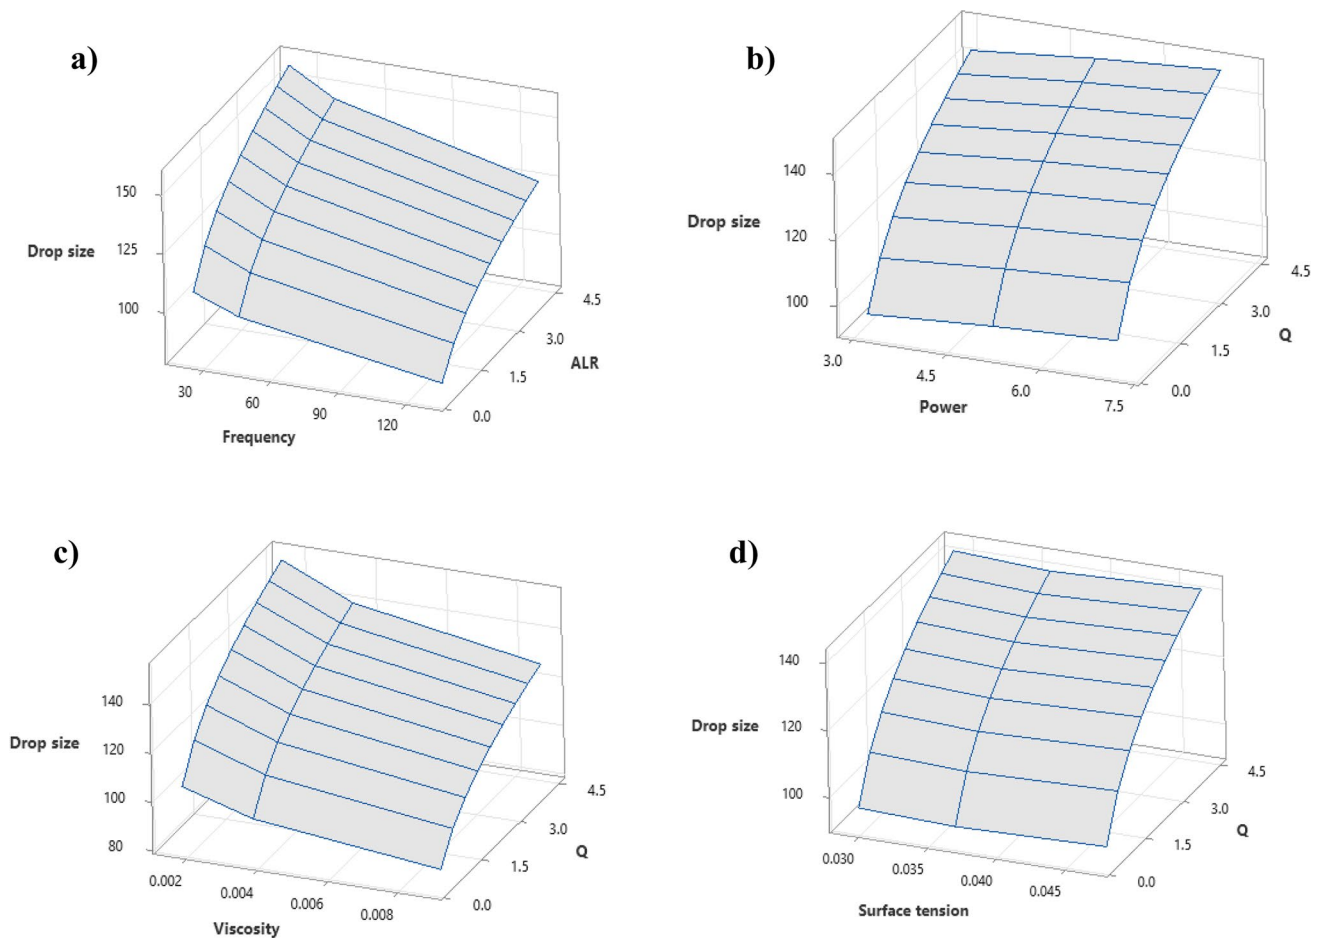 a)
150
Drop size
125
100
30
60
90
120
Frequency
4.5
3.0
ALR
1.5
0.0
b)
140
Drop size
120
100
3.0
4.5
6.0
7.5
Power
4.5
3.0
Q
1.5
0.0
c)
140
Drop size
120
100
80
0.002
0.004
0.006
0.008
Viscosity
4.5
3.0
Q
1.5
0.0
d)
140
Drop size
120
100
0.030
0.035
0.040
0.045
Surface tension
4.5
3.0
Q
1.5
0.0